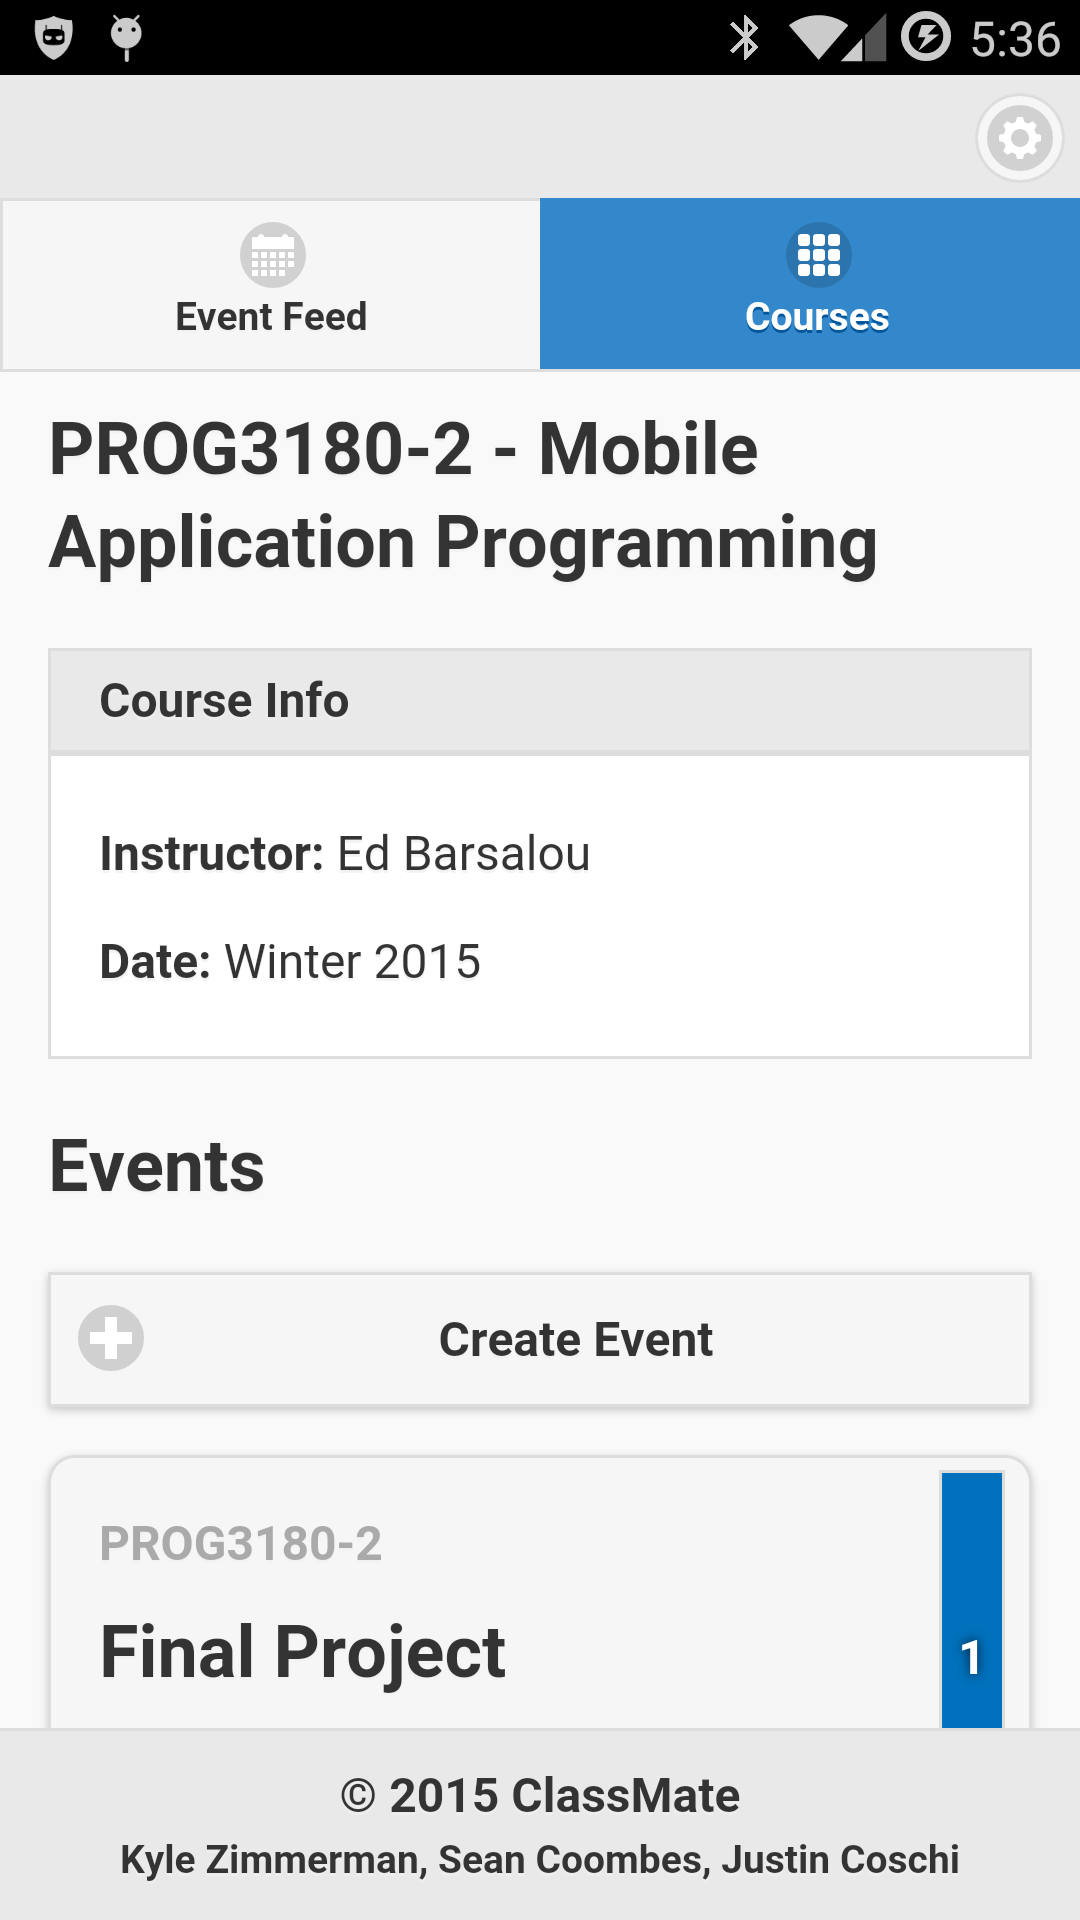 5:36
Event Feed
Courses
PROG3180-2 - Mobile
Application Programming
Course Info
Instructor: Ed Barsalou
Date: Winter 2015
Events
Create Event
PROG3180-2
Final Project
1
© 2015 ClassMate
Kyle Zimmerman, Sean Coombes, Justin Coschi